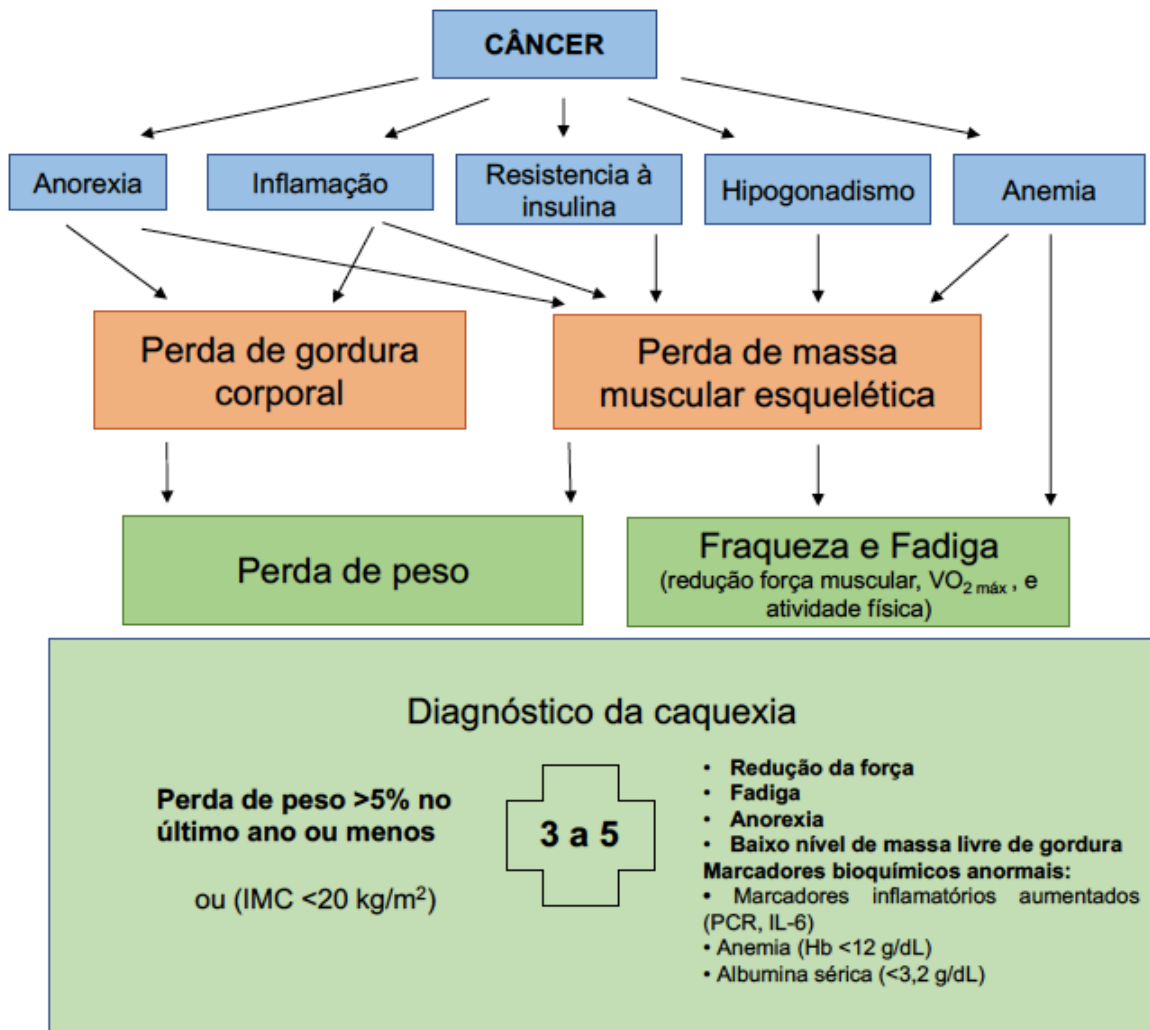 CÂNCER
Anorexia
Inflamação
Resistencia à
insulina
Hipogonadismo
Anemia
Perda de gordura
corporal
Perda de massa
muscular esquelética
Perda de peso
Fraqueza e Fadiga
(redução força muscular, VO2 máx , e
atividade física)
Diagnóstico da caquexia
Perda de peso >5% no
último ano ou menos
ou (IMC <20 kg/m²)
3 a 5
• Redução da força
• Fadiga
• Anorexia
• Baixo nível de massa livre de gordura
Marcadores bioquímicos anormais:
• Marcadores inflamatórios aumentados
(PCR, IL-6)
• Anemia (Hb <12 g/dL)
• Albumina sérica (<3,2 g/dL)